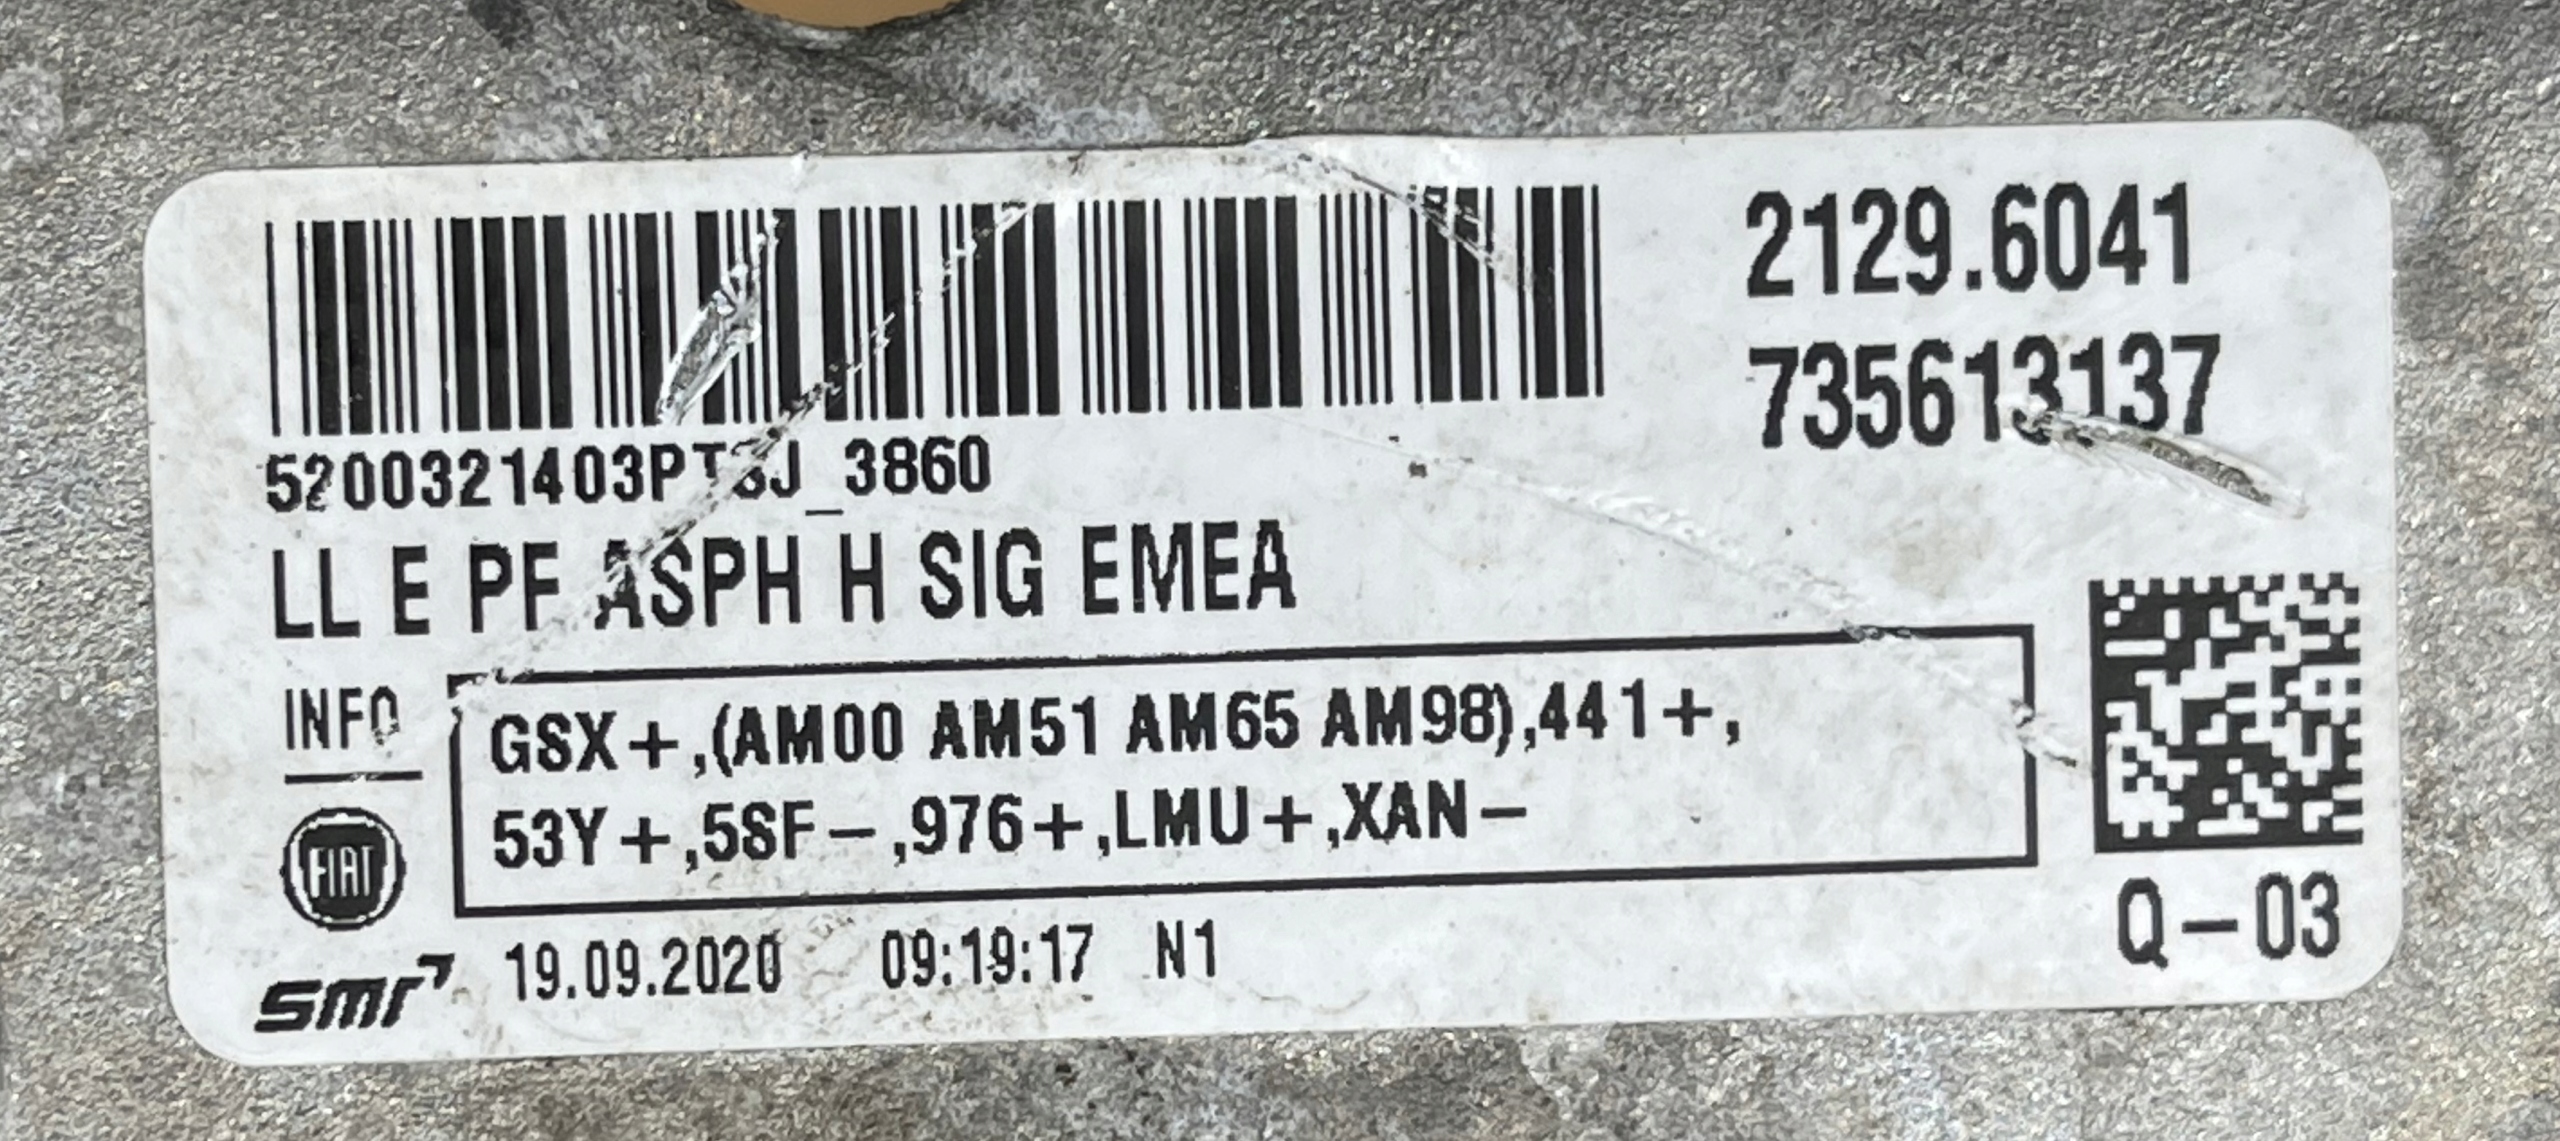 2129.6041
735613137
5200321403PTSJ_3860
LL E PF ASPH H SIG EMEA
INFO
GSX+,(AM00 AM51 AM65 AM98),441+,
53Y+,5SF-,976+,LMU+,XAN-
FIAT
Q-03
smr 19.09.2020 09:19:17 N1